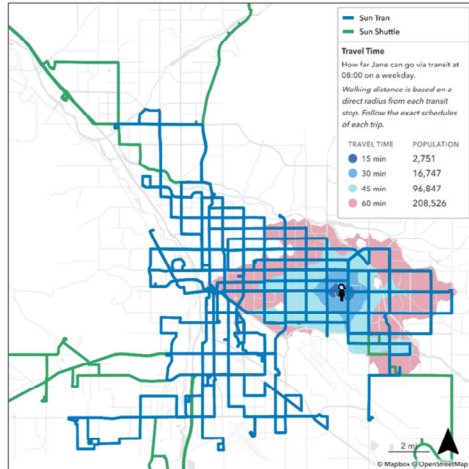 Sun Tran
Sun Shuttle
Travel Time
How far Jane can go via transit at
08:00 on a weekday.
Walking distance is based on a
direct radius from each transit
stop. Follow the exact schedules
of each trip.
TRAVEL TIME POPULATION
15 min 2,751
30 min 16,747
45 min 96,847
60 min 208,526
2 mi
© Mapbox © OpenStreetMap